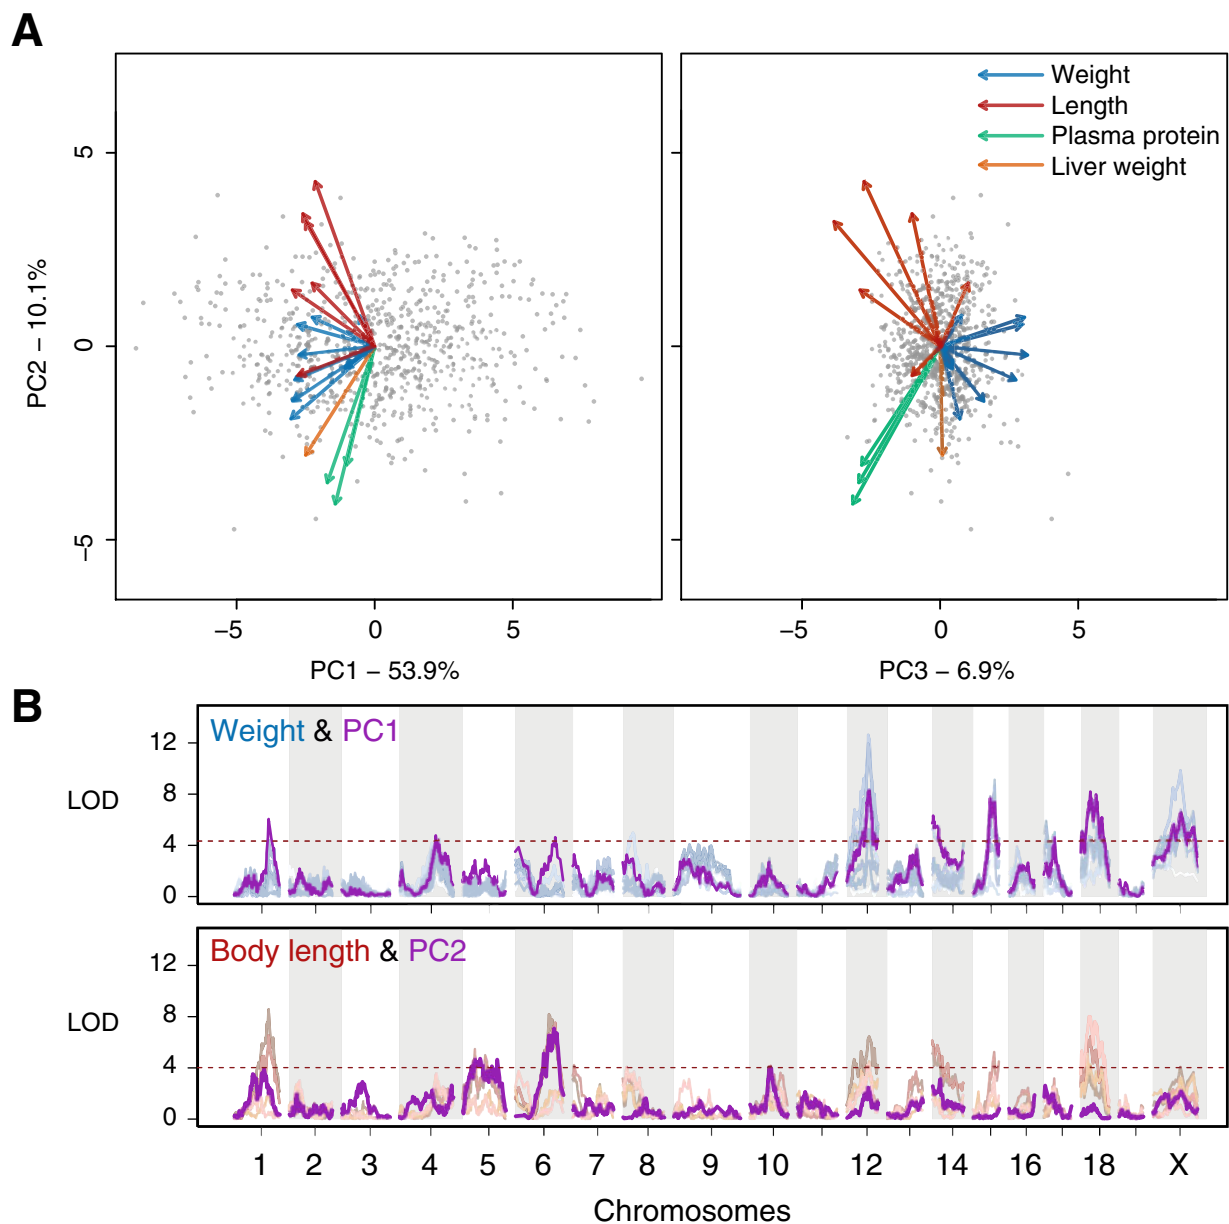 A
Weight
Length
Plasma protein
Liver weight
PC2 – 10.1%
5
0
−5
−5 0 5
−5 0 5
PC1 – 53.9%
PC3 – 6.9%
B
Weight & PC1
LOD
12
8
4
0
Body length & PC2
LOD
12
8
4
0
1 2 3 4 5 6 7 8 9 10 12 14 16 18 X
Chromosomes